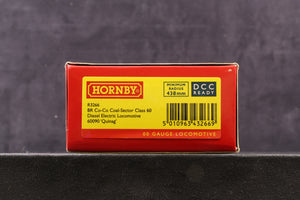 HORNBY
MINIMUM
RADIUS
438mm
DCC
READY
R3266
BR Co-Co Coal-Sector Class 60
Diesel Electric Locomotive
60090 'Quinag'
5 010963 432669
00 GAUGE LOCOMOTIVE